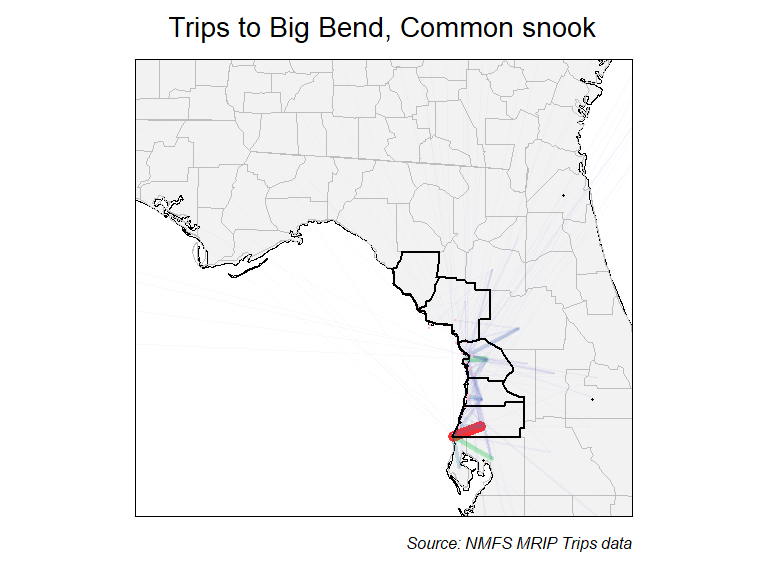 Trips to Big Bend, Common snook
Source: NMFS MRIP Trips data